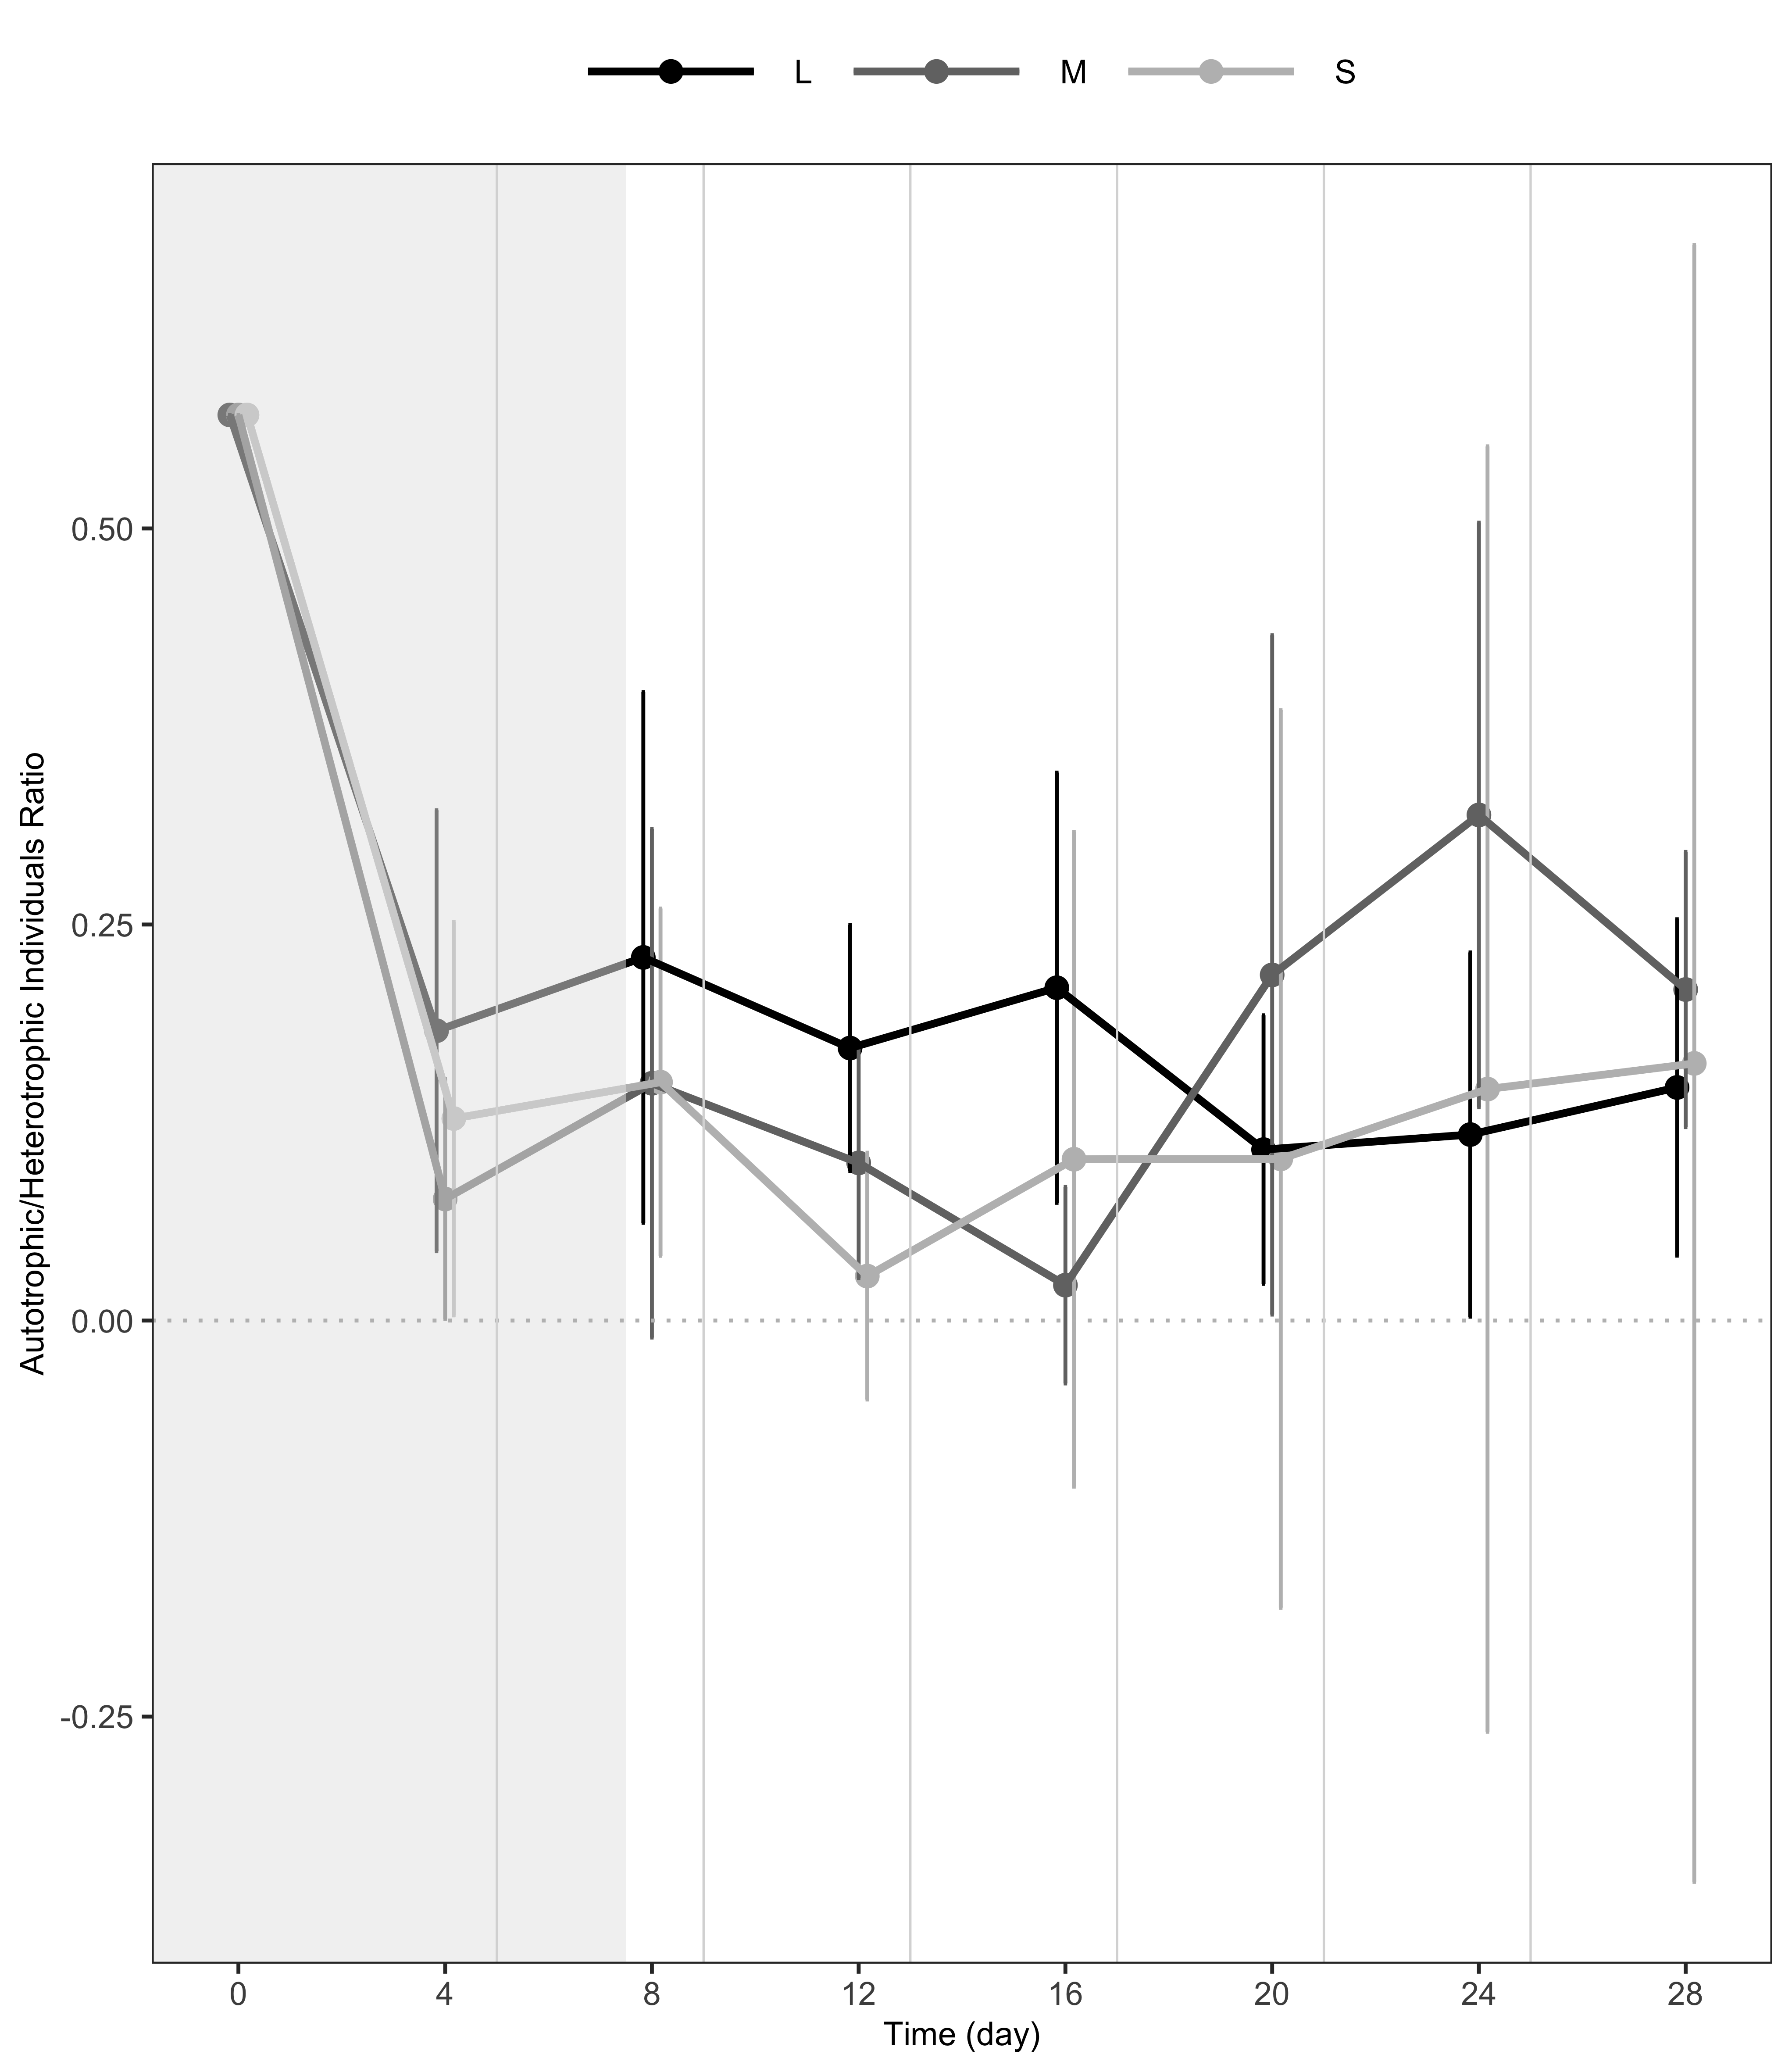 L M S
Autotrophic/Heterotrophic Individuals Ratio
0.50
0.25
0.00
-0.25
0 4 8 12 16 20 24 28
Time (day)